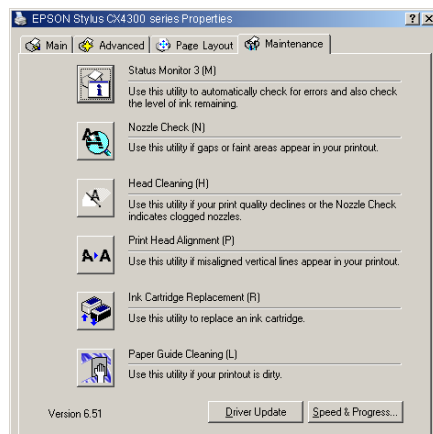 EPSON Stylus CX4300 series Properties
Main Advanced Page Layout Maintenance
Status Monitor 3 (M)
Use this utility to automatically check for errors and also check
the level of ink remaining.
Nozzle Check (N)
Use this utility if gaps or faint areas appear in your printout.
Head Cleaning (H)
Use this utility if your print quality declines or the Nozzle Check
indicates clogged nozzles.
Print Head Alignment (P)
Use this utility if misaligned vertical lines appear in your printout.
Ink Cartridge Replacement (R)
Use this utility to replace an ink cartridge.
Paper Guide Cleaning (L)
Use this utility if your printout is dirty.
Version 6.51 Driver Update Speed & Progress...